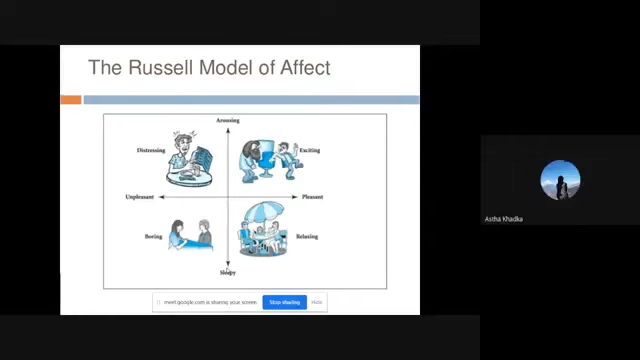 The Russell Model of Affect
Arousing
Distressing
Exciting
Unpleasant
Pleasant
Boring
Relaxing
Sleepy
meet.google.com is sharing your screen.
Stop sharing
Hide
Astha Khadka